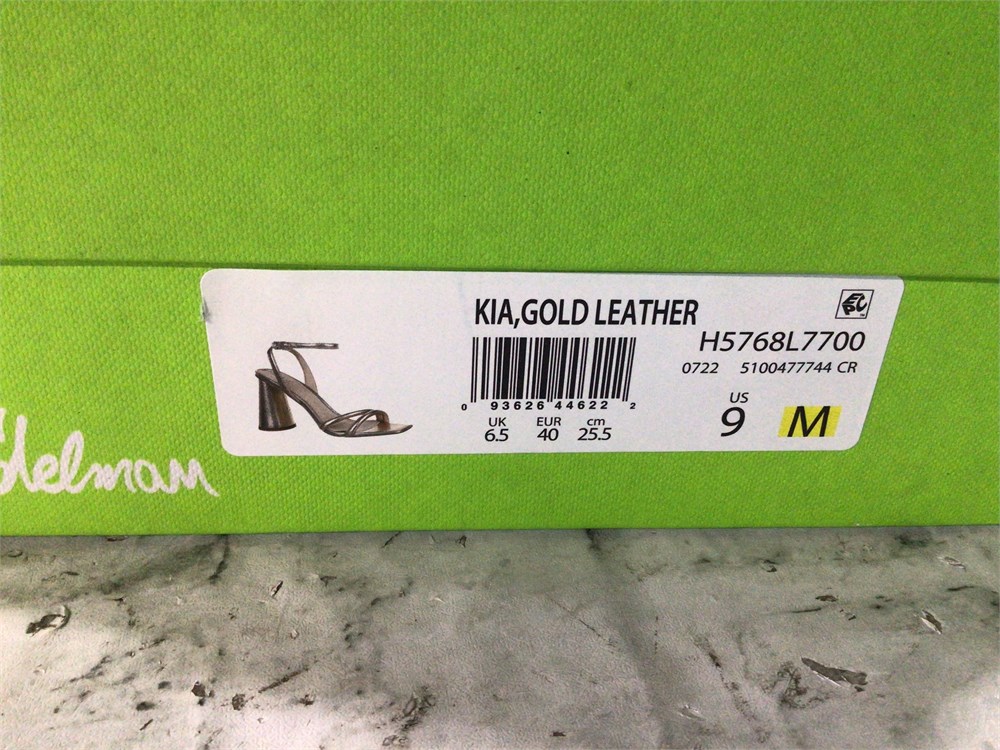 KIA,GOLD LEATHER
H5768L7700
0722 5100477744 CR
0 93626 44622 2
UK EUR cm
6.5 40 25.5
US
9 M
delman